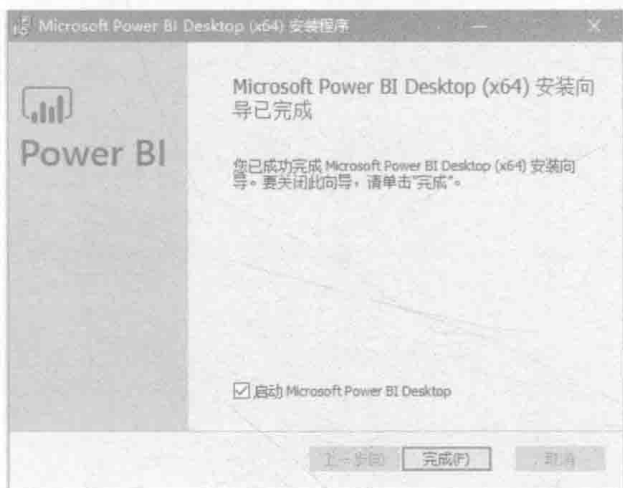 Microsoft Power BI Desktop (x64) 安装程序
Power BI
Microsoft Power BI Desktop (x64) 安装向
导已完成
您已成功完成 Microsoft Power BI Desktop (x64) 安装向
导。要关闭此向导，请单击"完成"。
启动 Microsoft Power BI Desktop
上一步(B)
完成(F)
取消